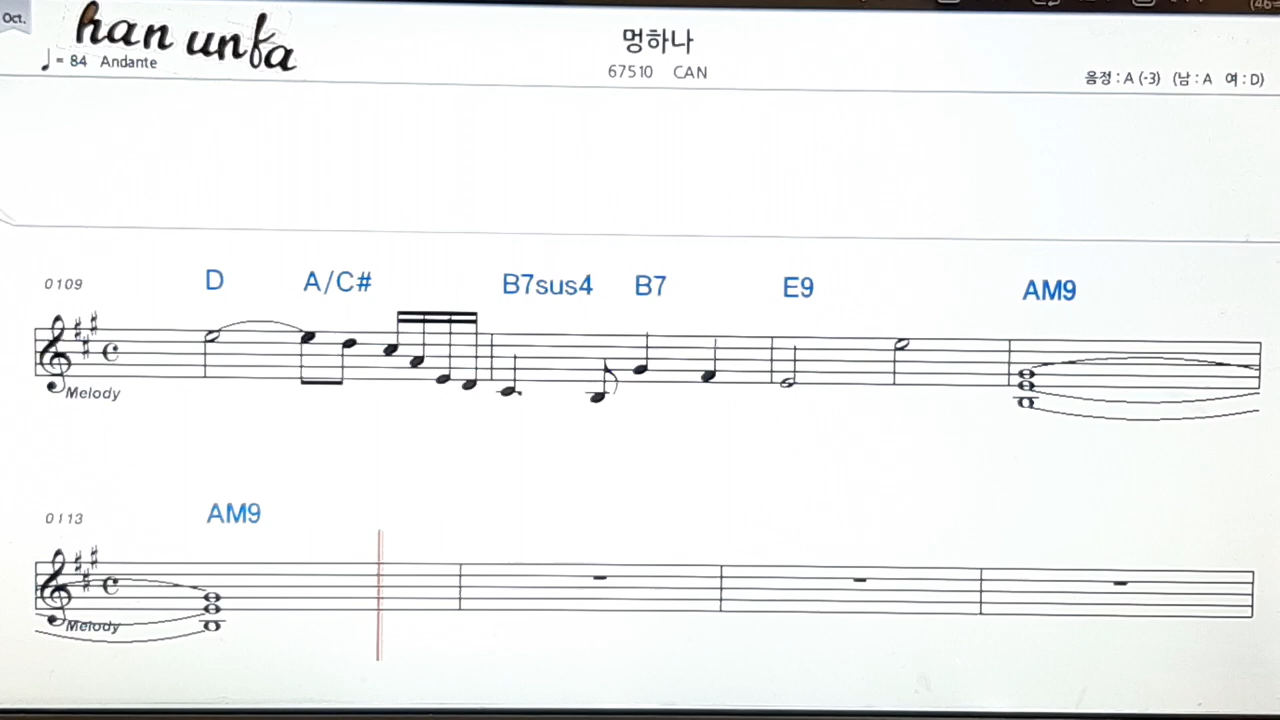 Oct.
han unfa
♩ = 84 Andante
멍하나
67510 CAN
음정 : A (-3) (남 : A 여 : D)
0109
D A/C# B7sus4 B7 E9 AM9
Melody
0113
AM9
Melody